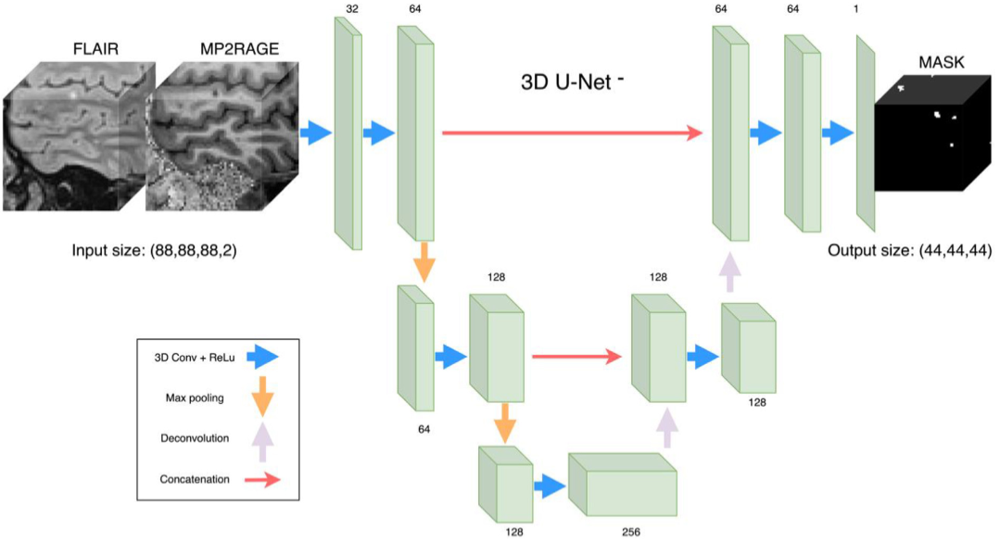 32
64
64
64
1
FLAIR
MP2RAGE
3D U-Net -
MASK
Input size: (88,88,88,2)
Output size: (44,44,44)
128
128
64
128
128
256
3D Conv + ReLu
Max pooling
Deconvolution
Concatenation